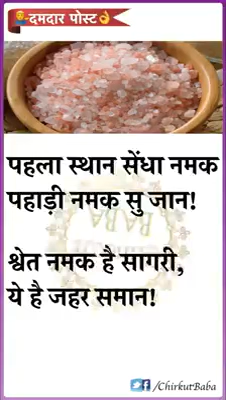 दमदार पोस्ट
पहला स्थान सेंधा नमक
पहाड़ी नमक सु जान!
श्वेत नमक है सागरी,
ये है जहर समान!
/ChirkutBaba